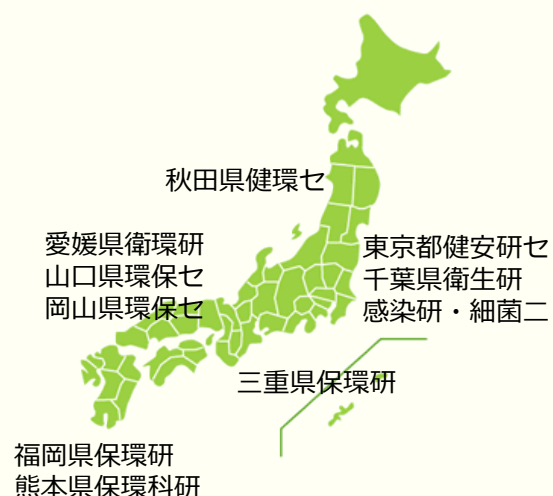 秋田県健環セ
愛媛県衛環研
山口県環保セ
岡山県環保セ
東京都健安研セ
千葉県衛生研
感染研・細菌二
三重県保環研
福岡県保環研
熊本県保環科研